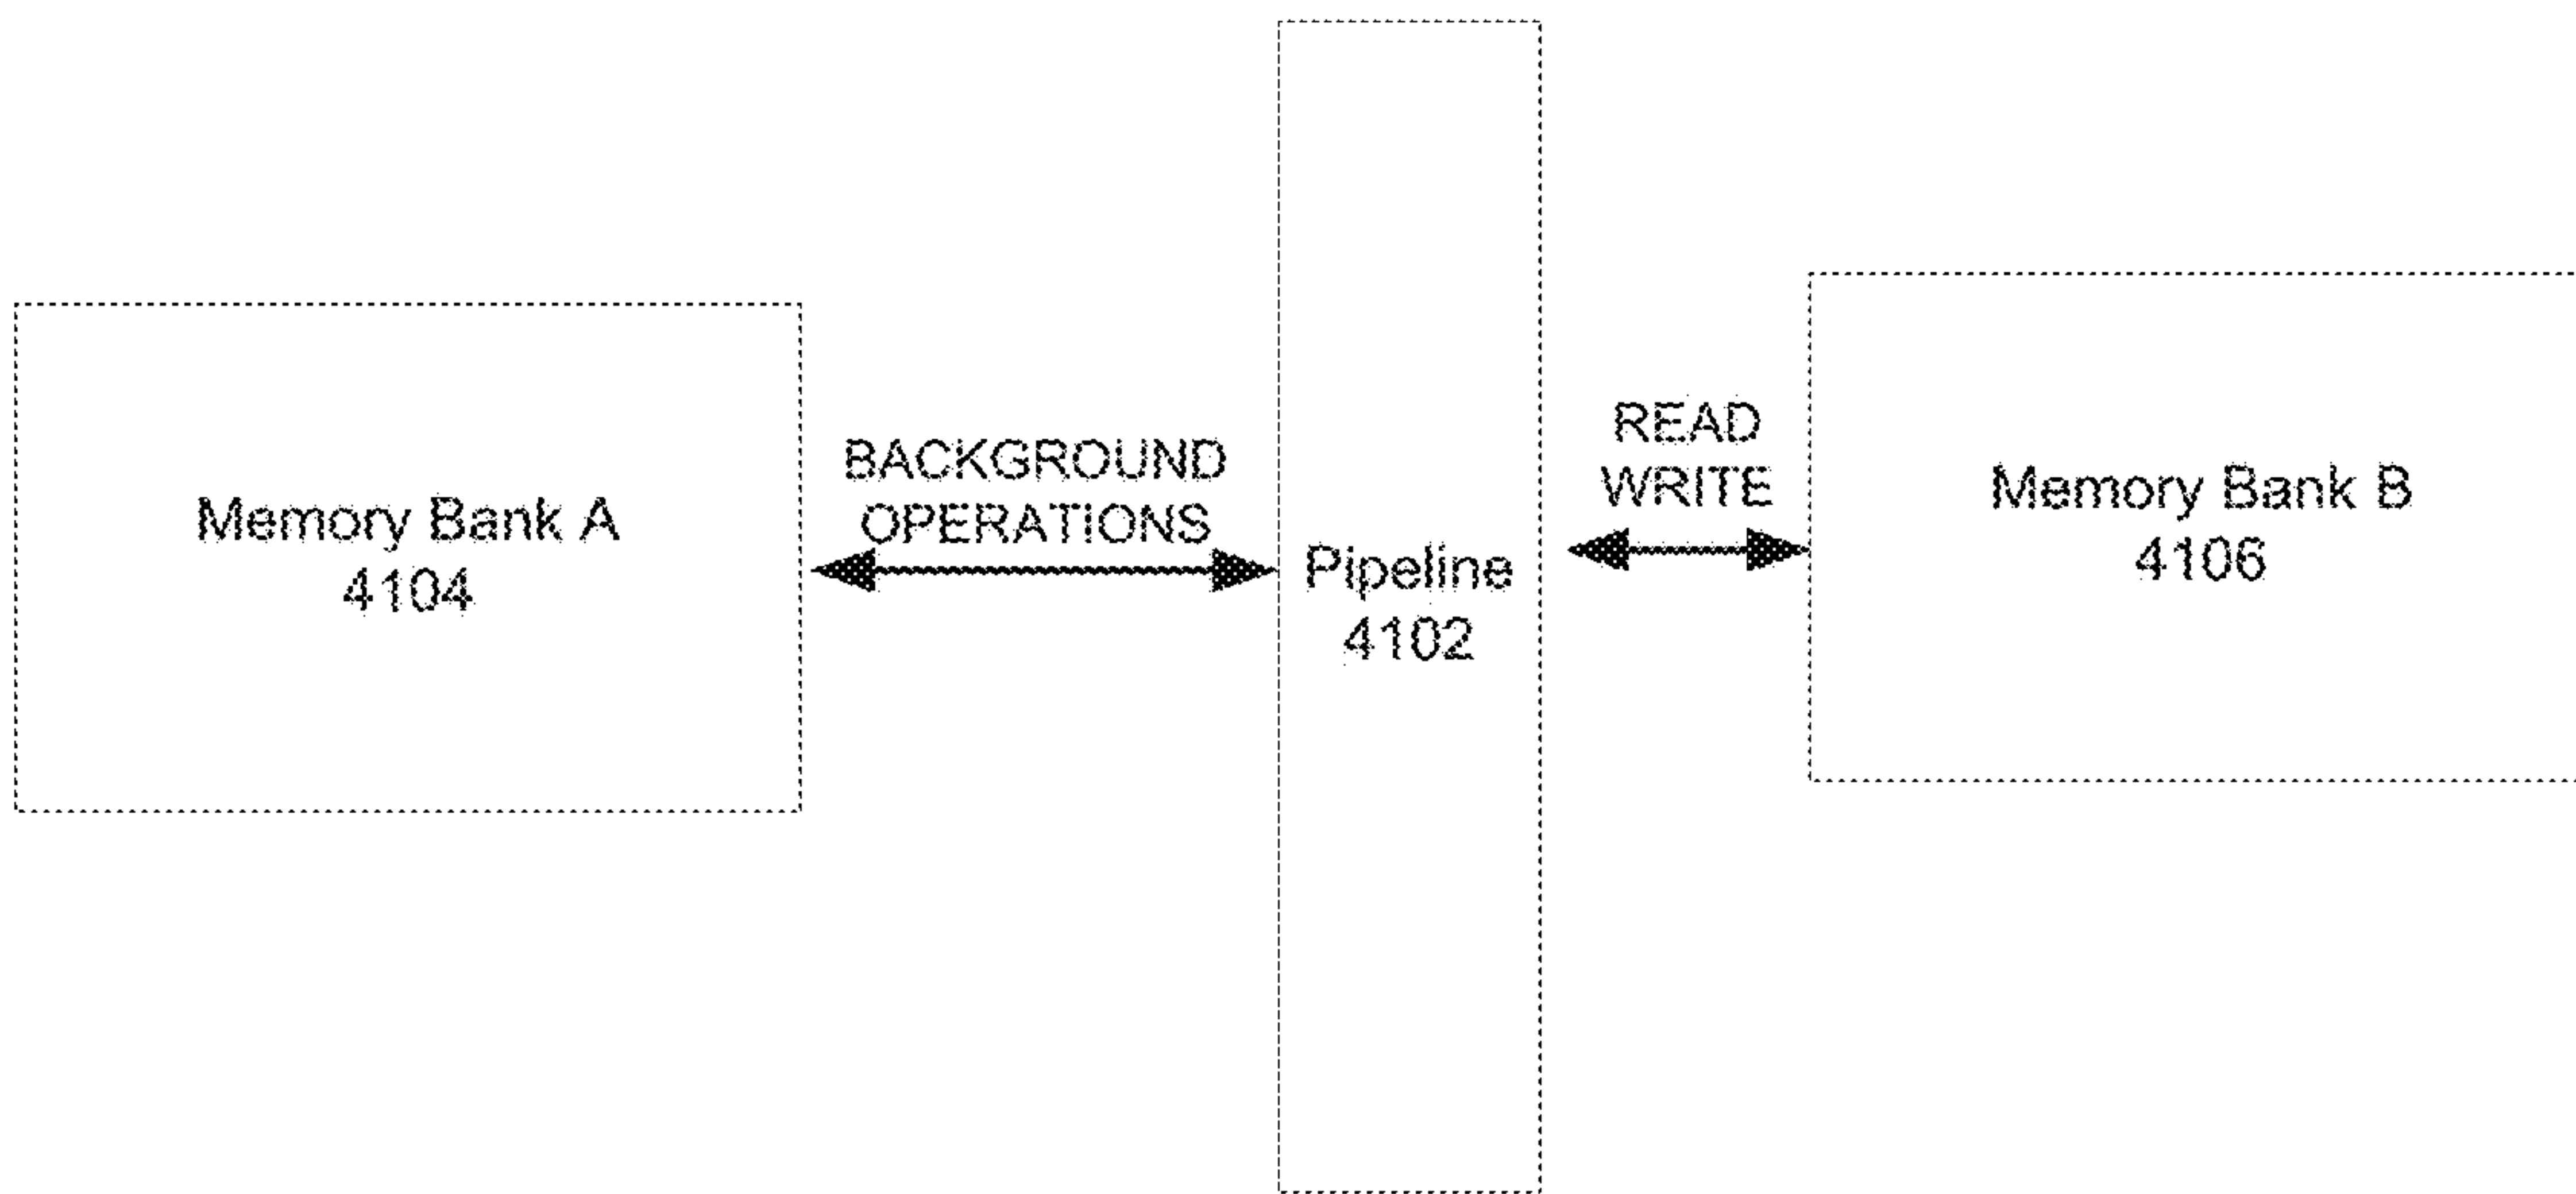 Memory Bank A
4104
BACKGROUND
OPERATIONS
Pipeline
4102
READ
WRITE
Memory Bank B
4106